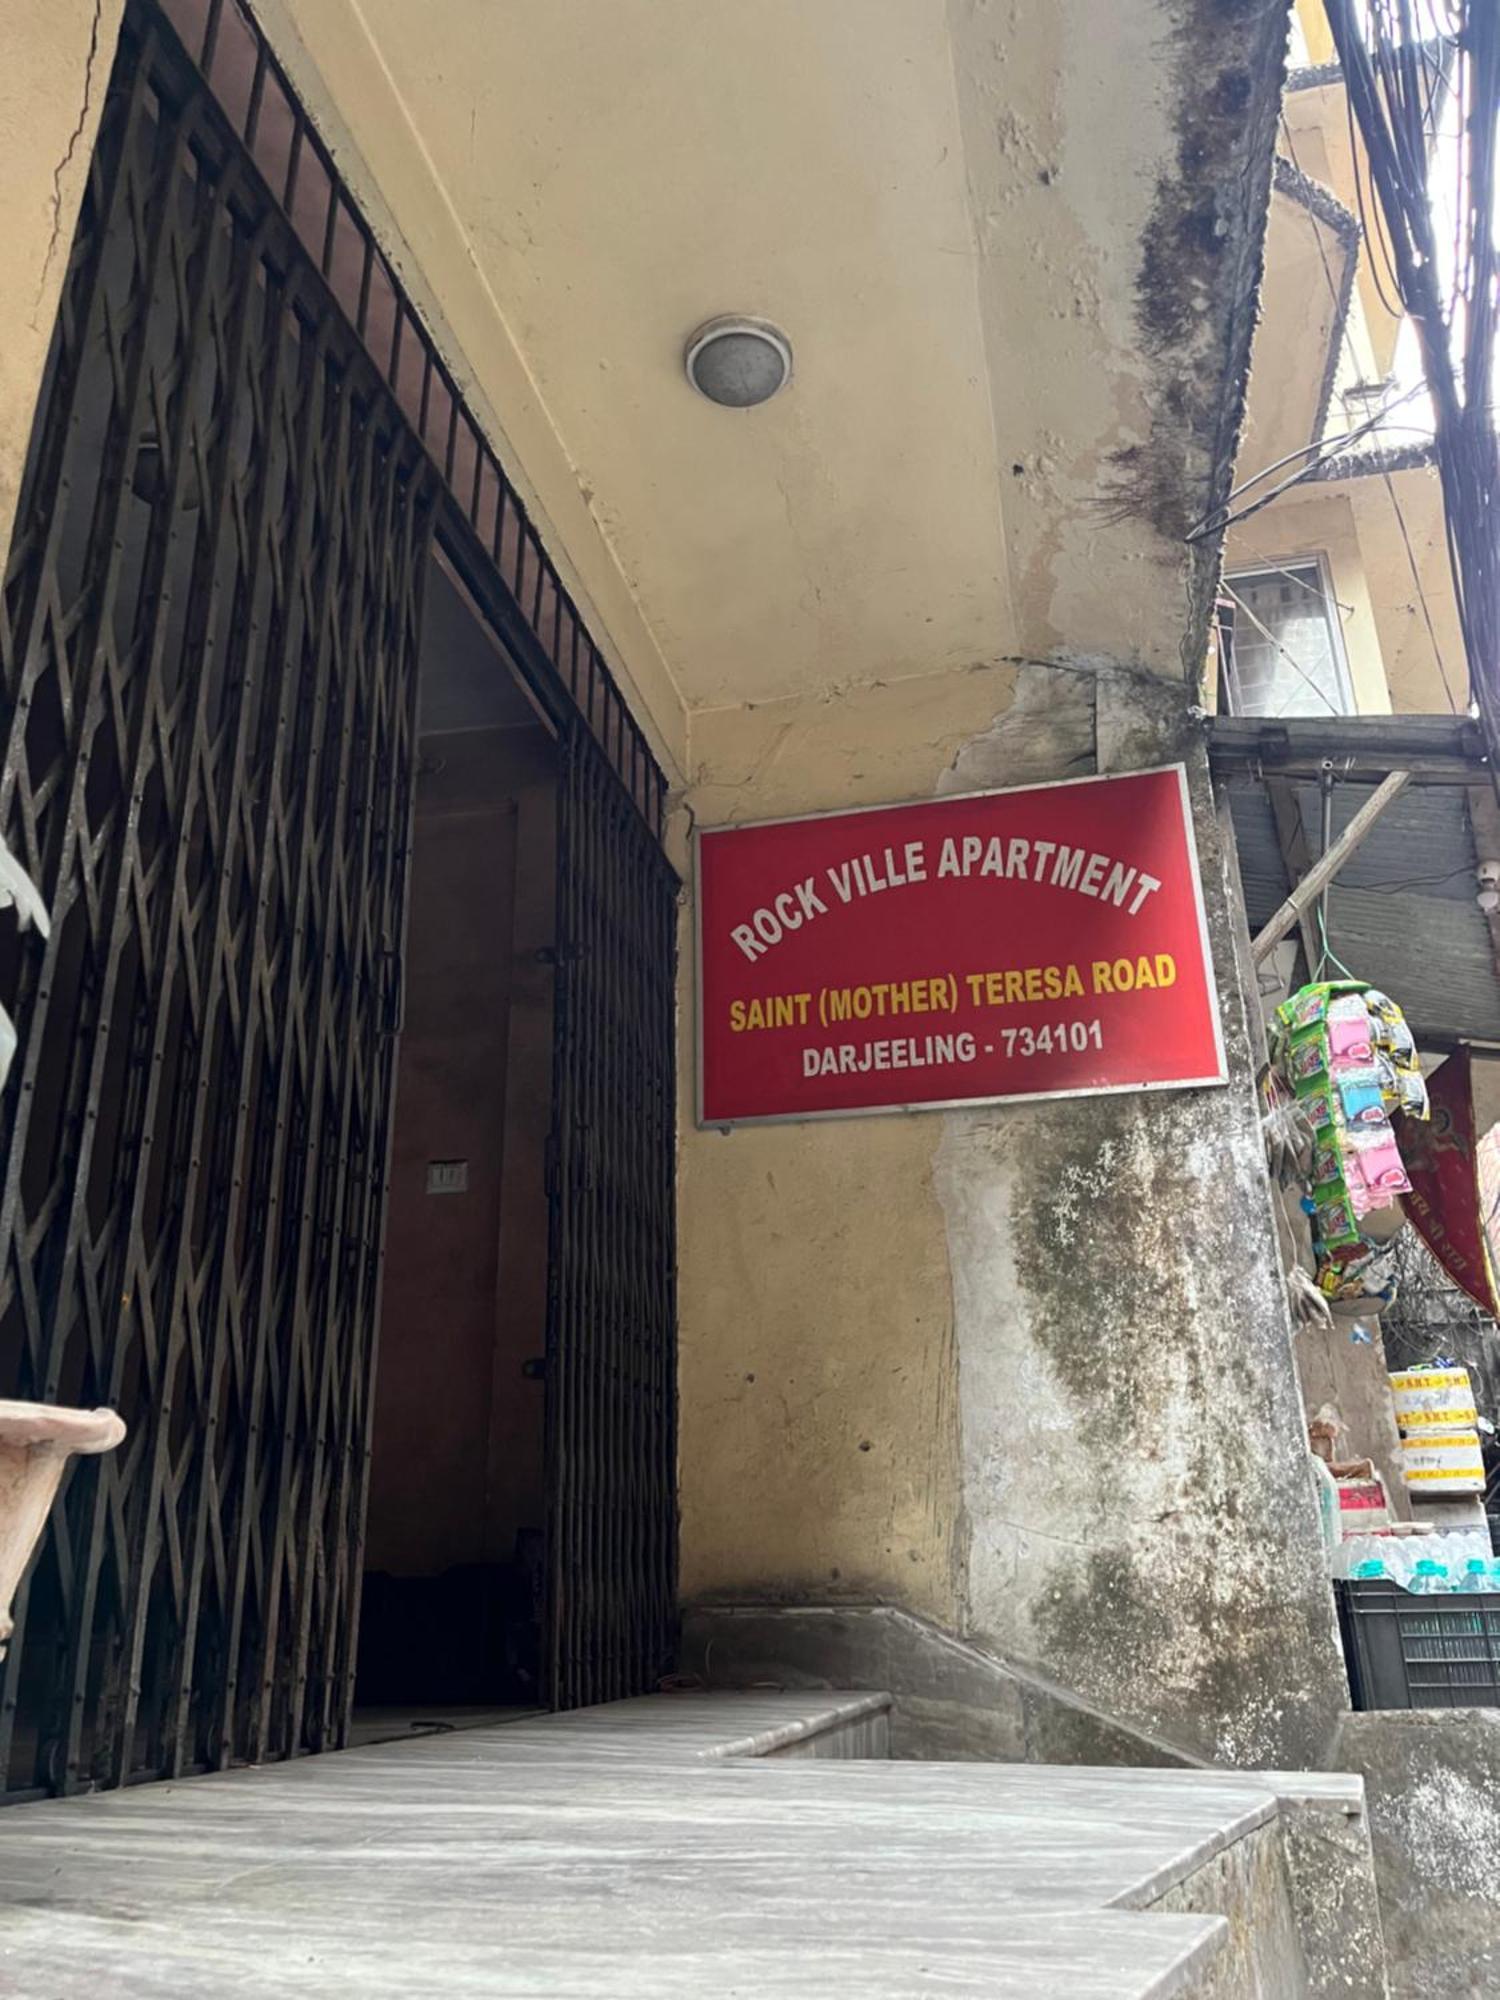 ROCK VILLE APARTMENT
SAINT (MOTHER) TERESA ROAD
DARJEELING - 734101
S.H.T.
S.H.T.